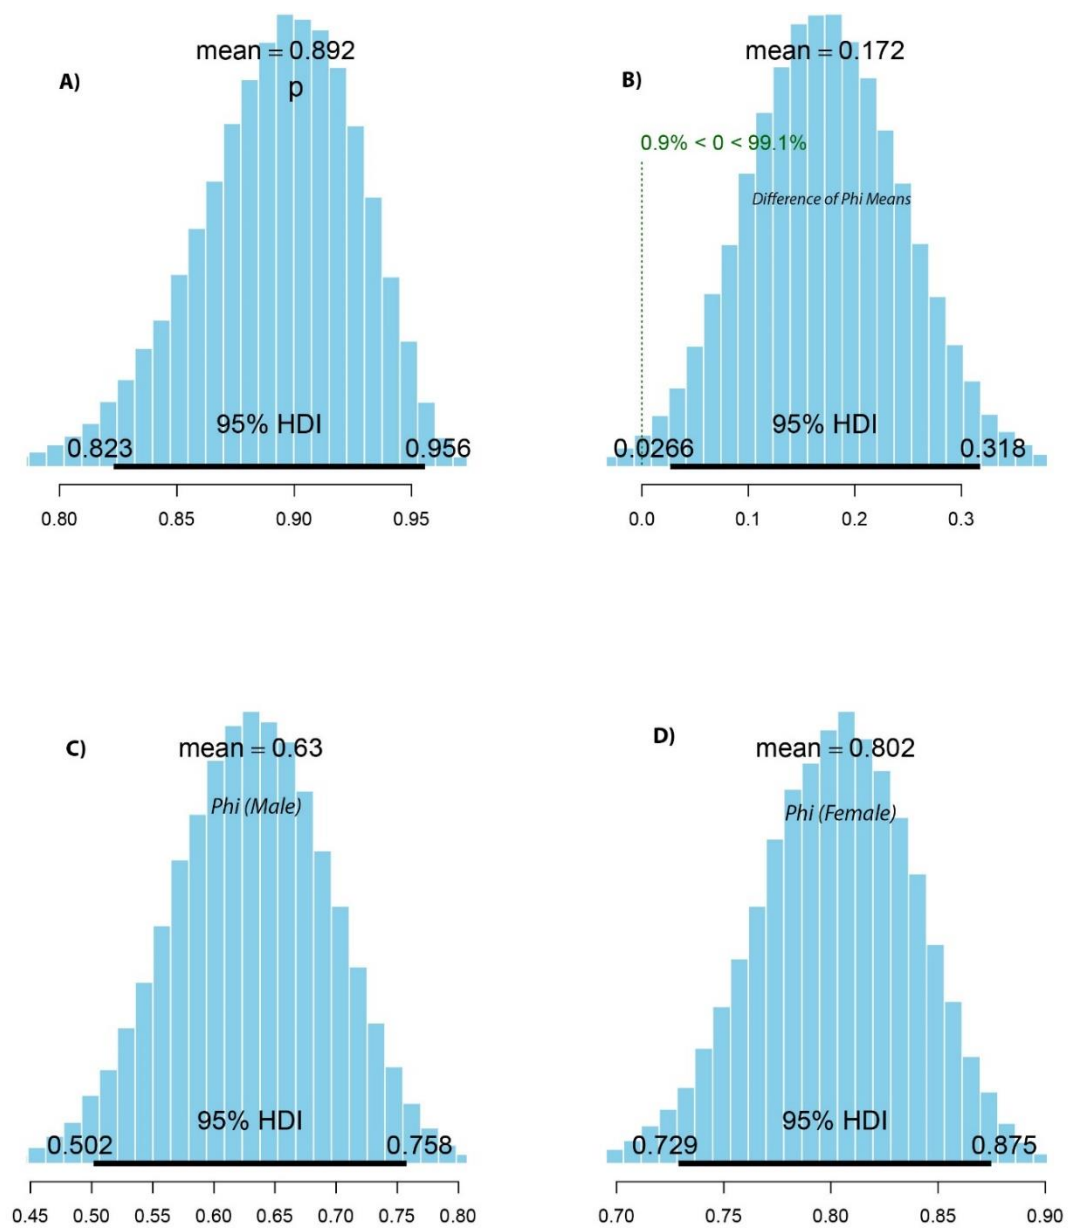 A)
mean = 0.892
p
95% HDI
0.823 0.956
0.80 0.85 0.90 0.95
B)
mean = 0.172
0.9% < 0 < 99.1%
Difference of Phi Means
95% HDI
0.0266 0.318
0.0 0.1 0.2 0.3
C)
mean = 0.63
Phi (Male)
95% HDI
0.502 0.758
0.45 0.50 0.55 0.60 0.65 0.70 0.75 0.80
D)
mean = 0.802
Phi (Female)
95% HDI
0.729 0.875
0.70 0.75 0.80 0.85 0.90